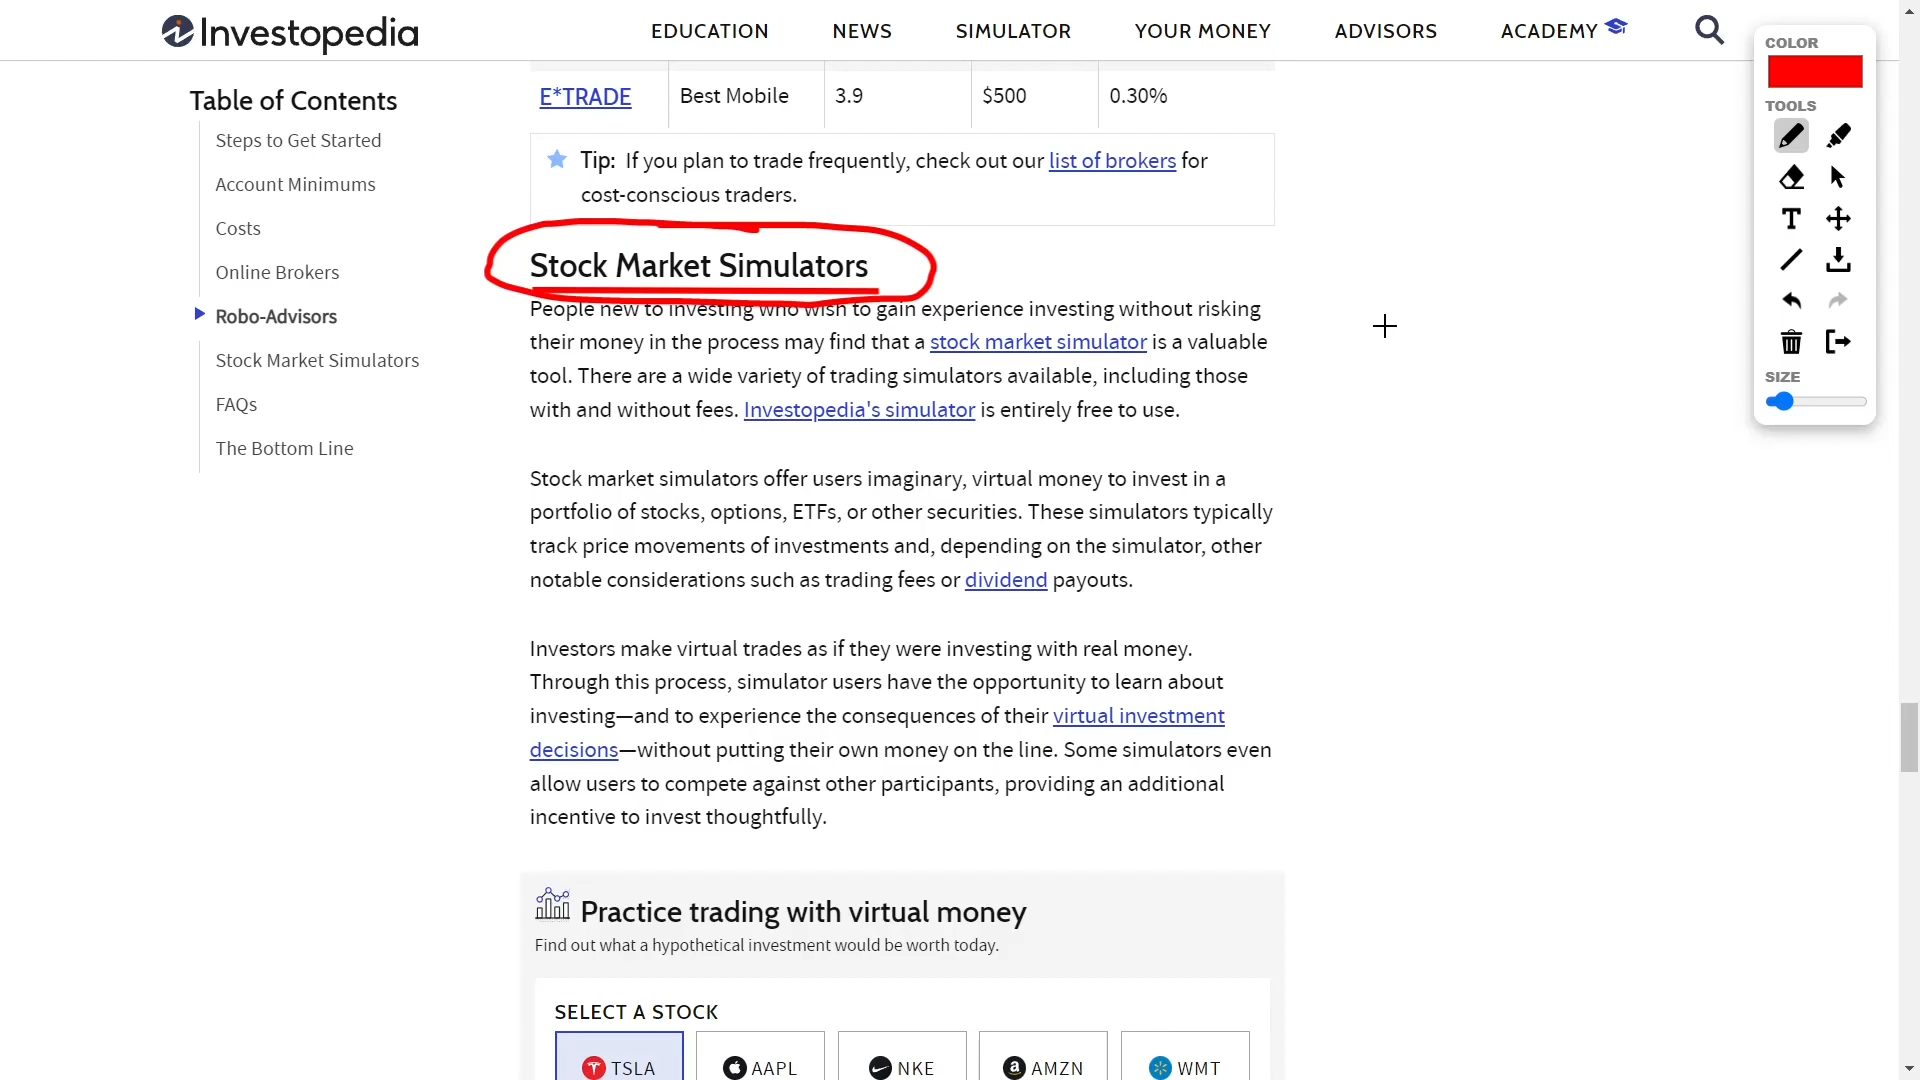 Investopedia
EDUCATION NEWS SIMULATOR YOUR MONEY ADVISORS ACADEMY
Table of Contents
Steps to Get Started
Account Minimums
Costs
Online Brokers
Robo-Advisors
Stock Market Simulators
FAQs
The Bottom Line
E*TRADE Best Mobile 3.9 $500 0.30%
Tip: If you plan to trade frequently, check out our list of brokers for
cost-conscious traders.
Stock Market Simulators
People new to investing who wish to gain experience investing without risking
their money in the process may find that a stock market simulator is a valuable
tool. There are a wide variety of trading simulators available, including those
with and without fees. Investopedia's simulator is entirely free to use.
Stock market simulators offer users imaginary, virtual money to invest in a
portfolio of stocks, options, ETFs, or other securities. These simulators typically
track price movements of investments and, depending on the simulator, other
notable considerations such as trading fees or dividend payouts.
Investors make virtual trades as if they were investing with real money.
Through this process, simulator users have the opportunity to learn about
investing—and to experience the consequences of their virtual investment
decisions—without putting their own money on the line. Some simulators even
allow users to compete against other participants, providing an additional
incentive to invest thoughtfully.
Practice trading with virtual money
Find out what a hypothetical investment would be worth today.
SELECT A STOCK
TSLA AAPL NKE AMZN WMT
COLOR
TOOLS
T
SIZE